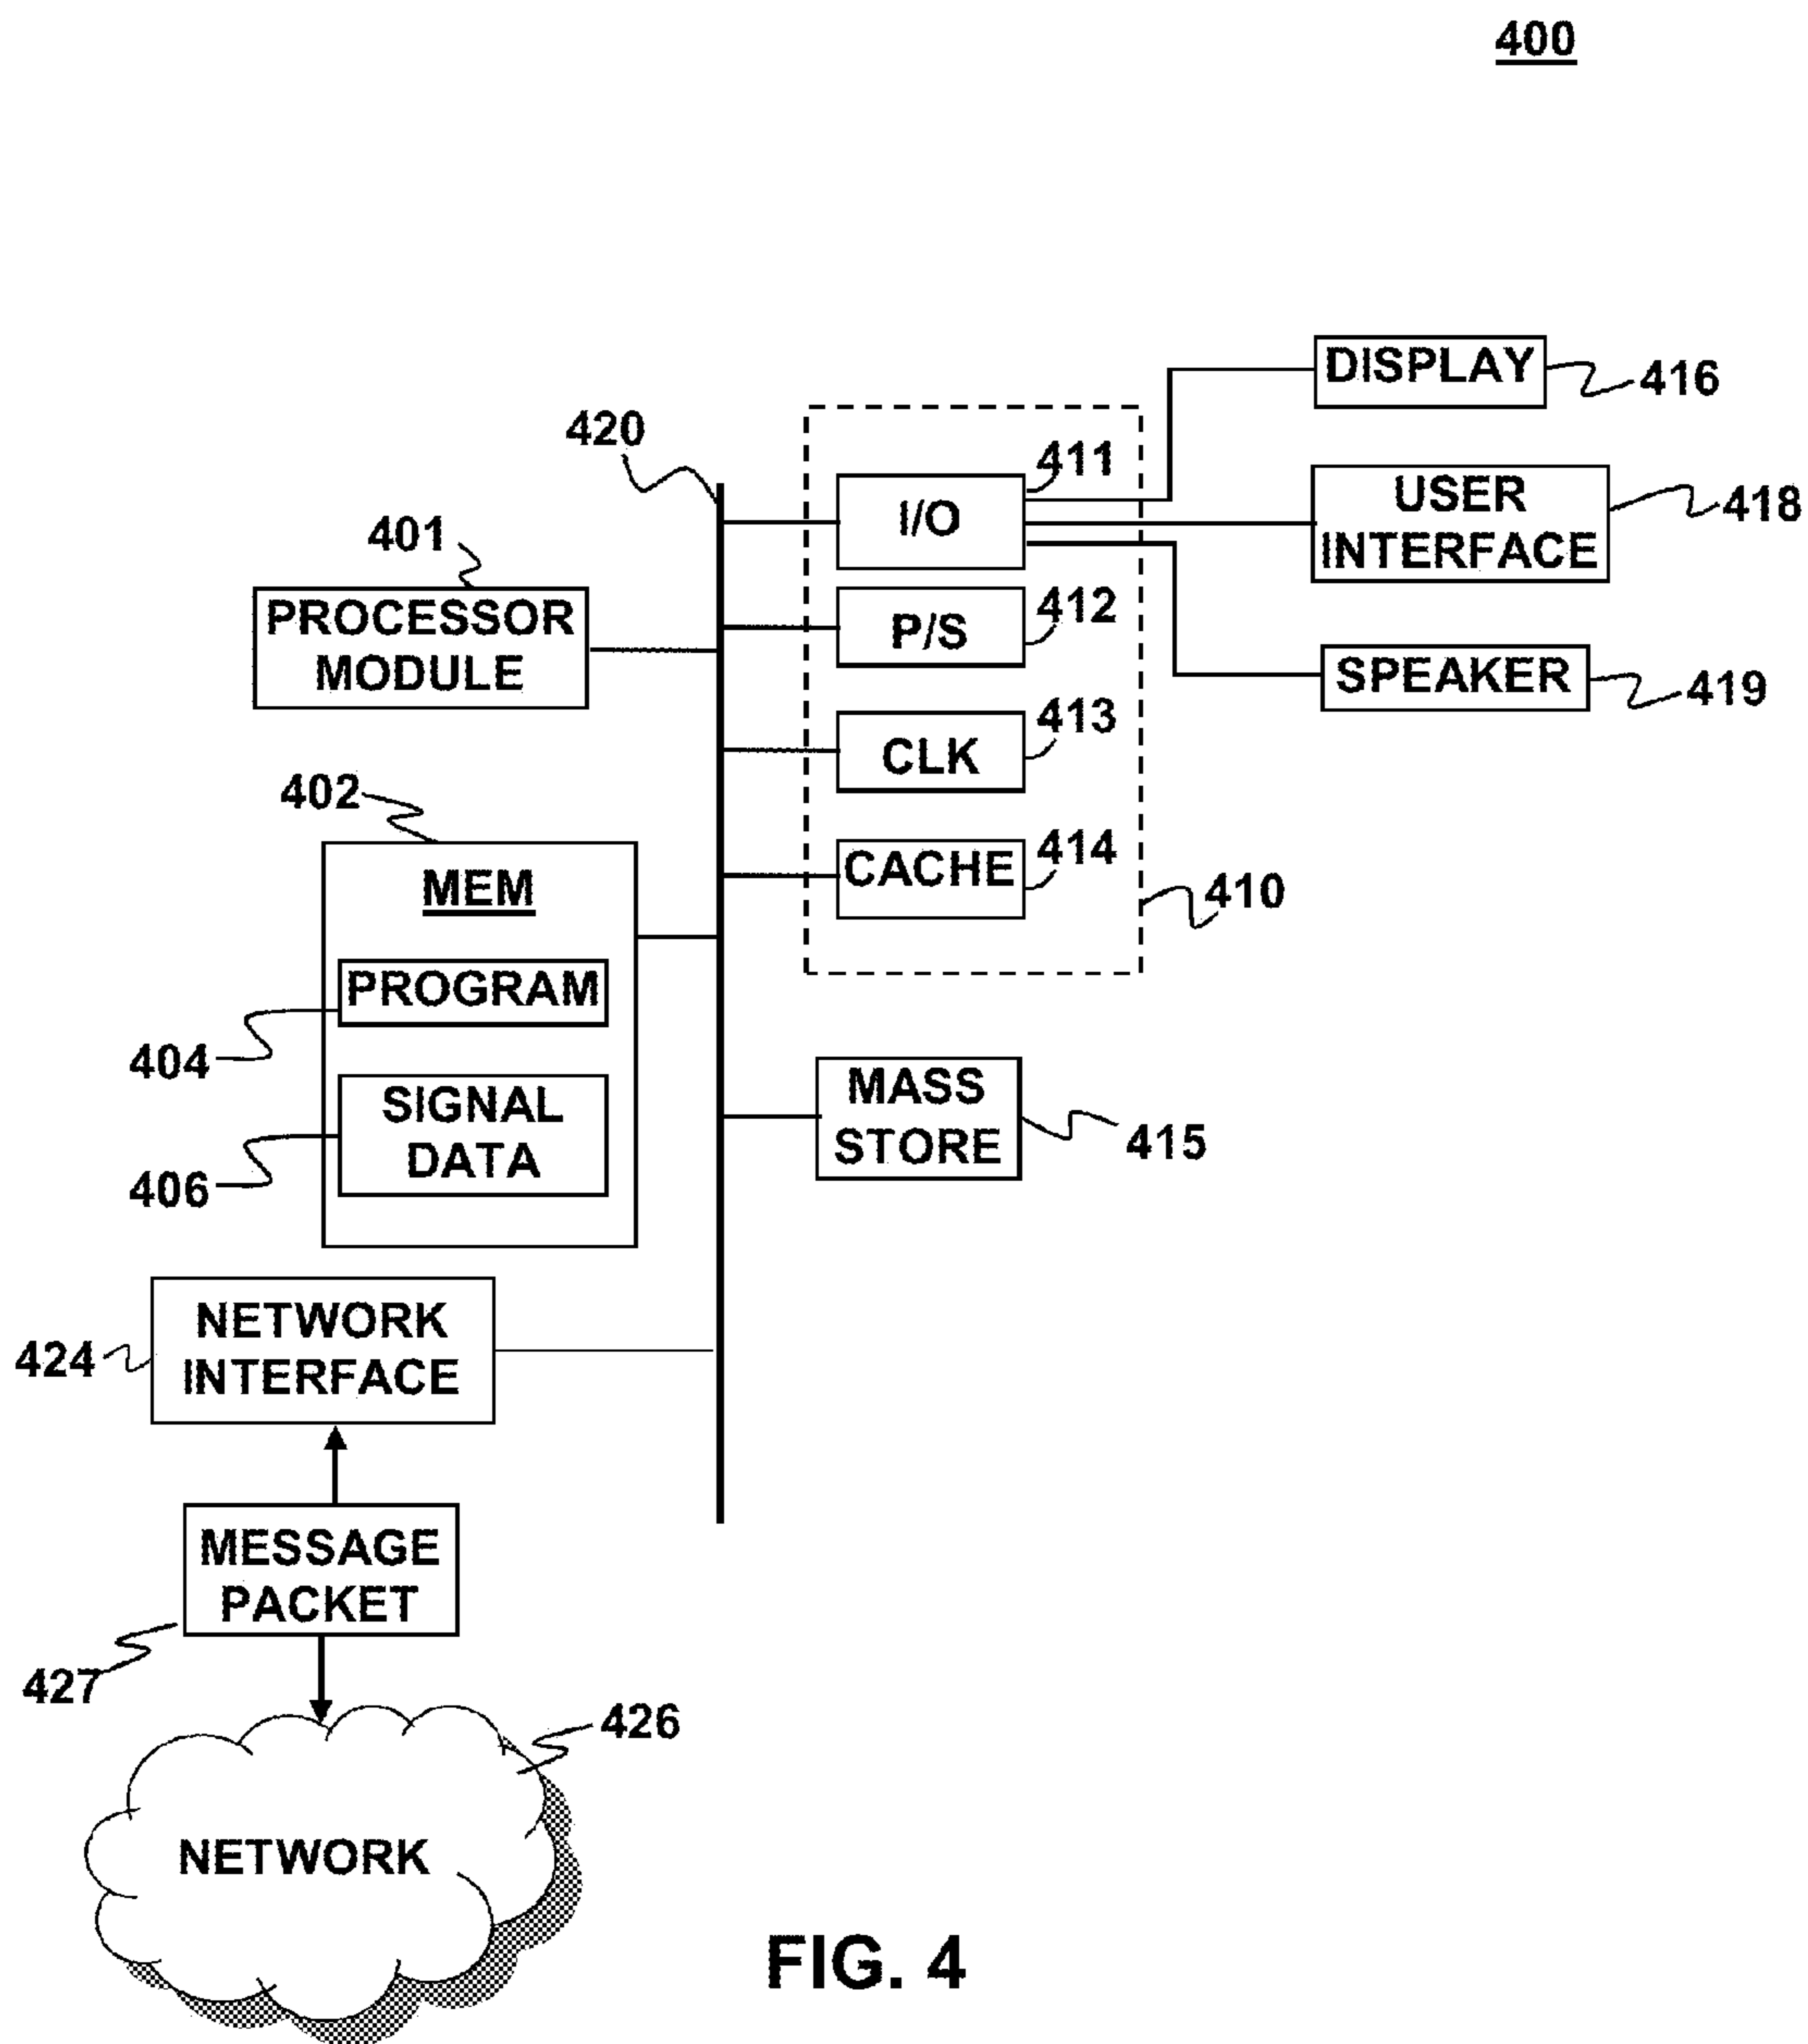 400
DISPLAY
416
420
411
I/O
USER
INTERFACE
418
401
PROCESSOR
MODULE
412
P/S
SPEAKER
419
413
CLK
402
MEM
414
CACHE
410
PROGRAM
404
SIGNAL
DATA
406
MASS
STORE
415
NETWORK
INTERFACE
424
MESSAGE
PACKET
427
426
NETWORK
FIG. 4